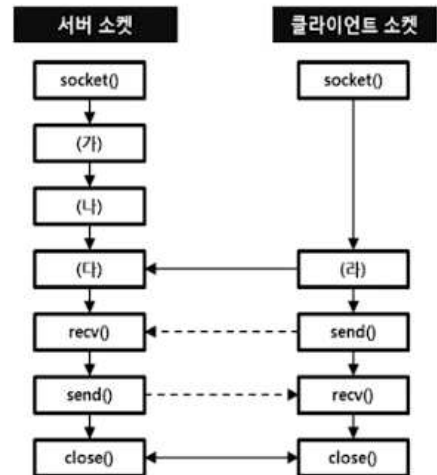 서버 소켓
클라이언트 소켓
socket()
socket()
(가)
(나)
(다)
(라)
recv()
send()
send()
recv()
close()
close()